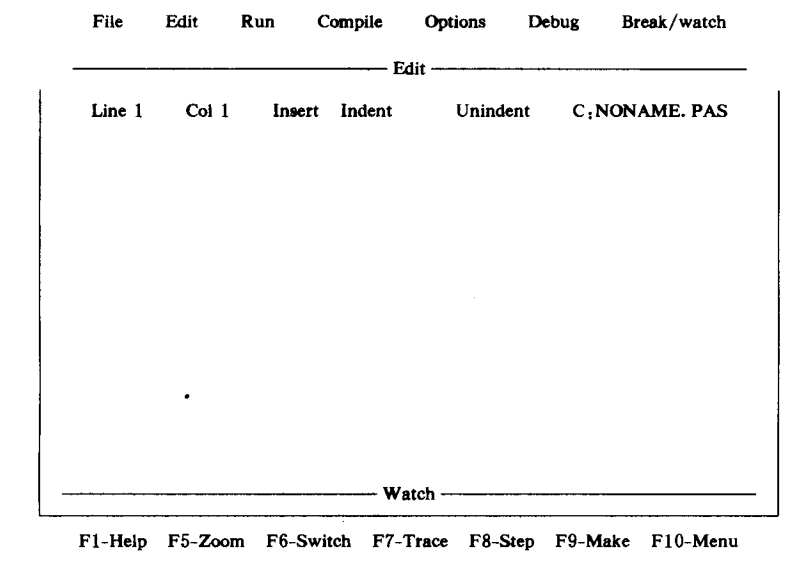 File Edit Run Compile Options Debug Break/watch
Edit
Line 1 Col 1 Insert Indent Unindent C:NONAME. PAS
Watch
F1-Help F5-Zoom F6-Switch F7-Trace F8-Step F9-Make F10-Menu